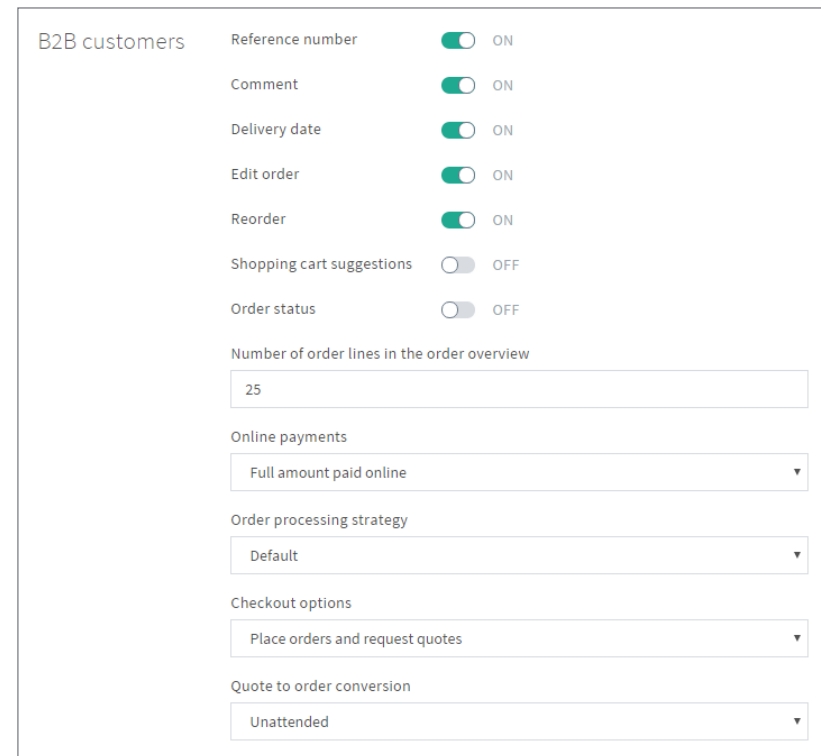 B2B customers
Reference number ON
Comment ON
Delivery date ON
Edit order ON
Reorder ON
Shopping cart suggestions OFF
Order status OFF
Number of order lines in the order overview
25
Online payments
Full amount paid online
Order processing strategy
Default
Checkout options
Place orders and request quotes
Quote to order conversion
Unattended